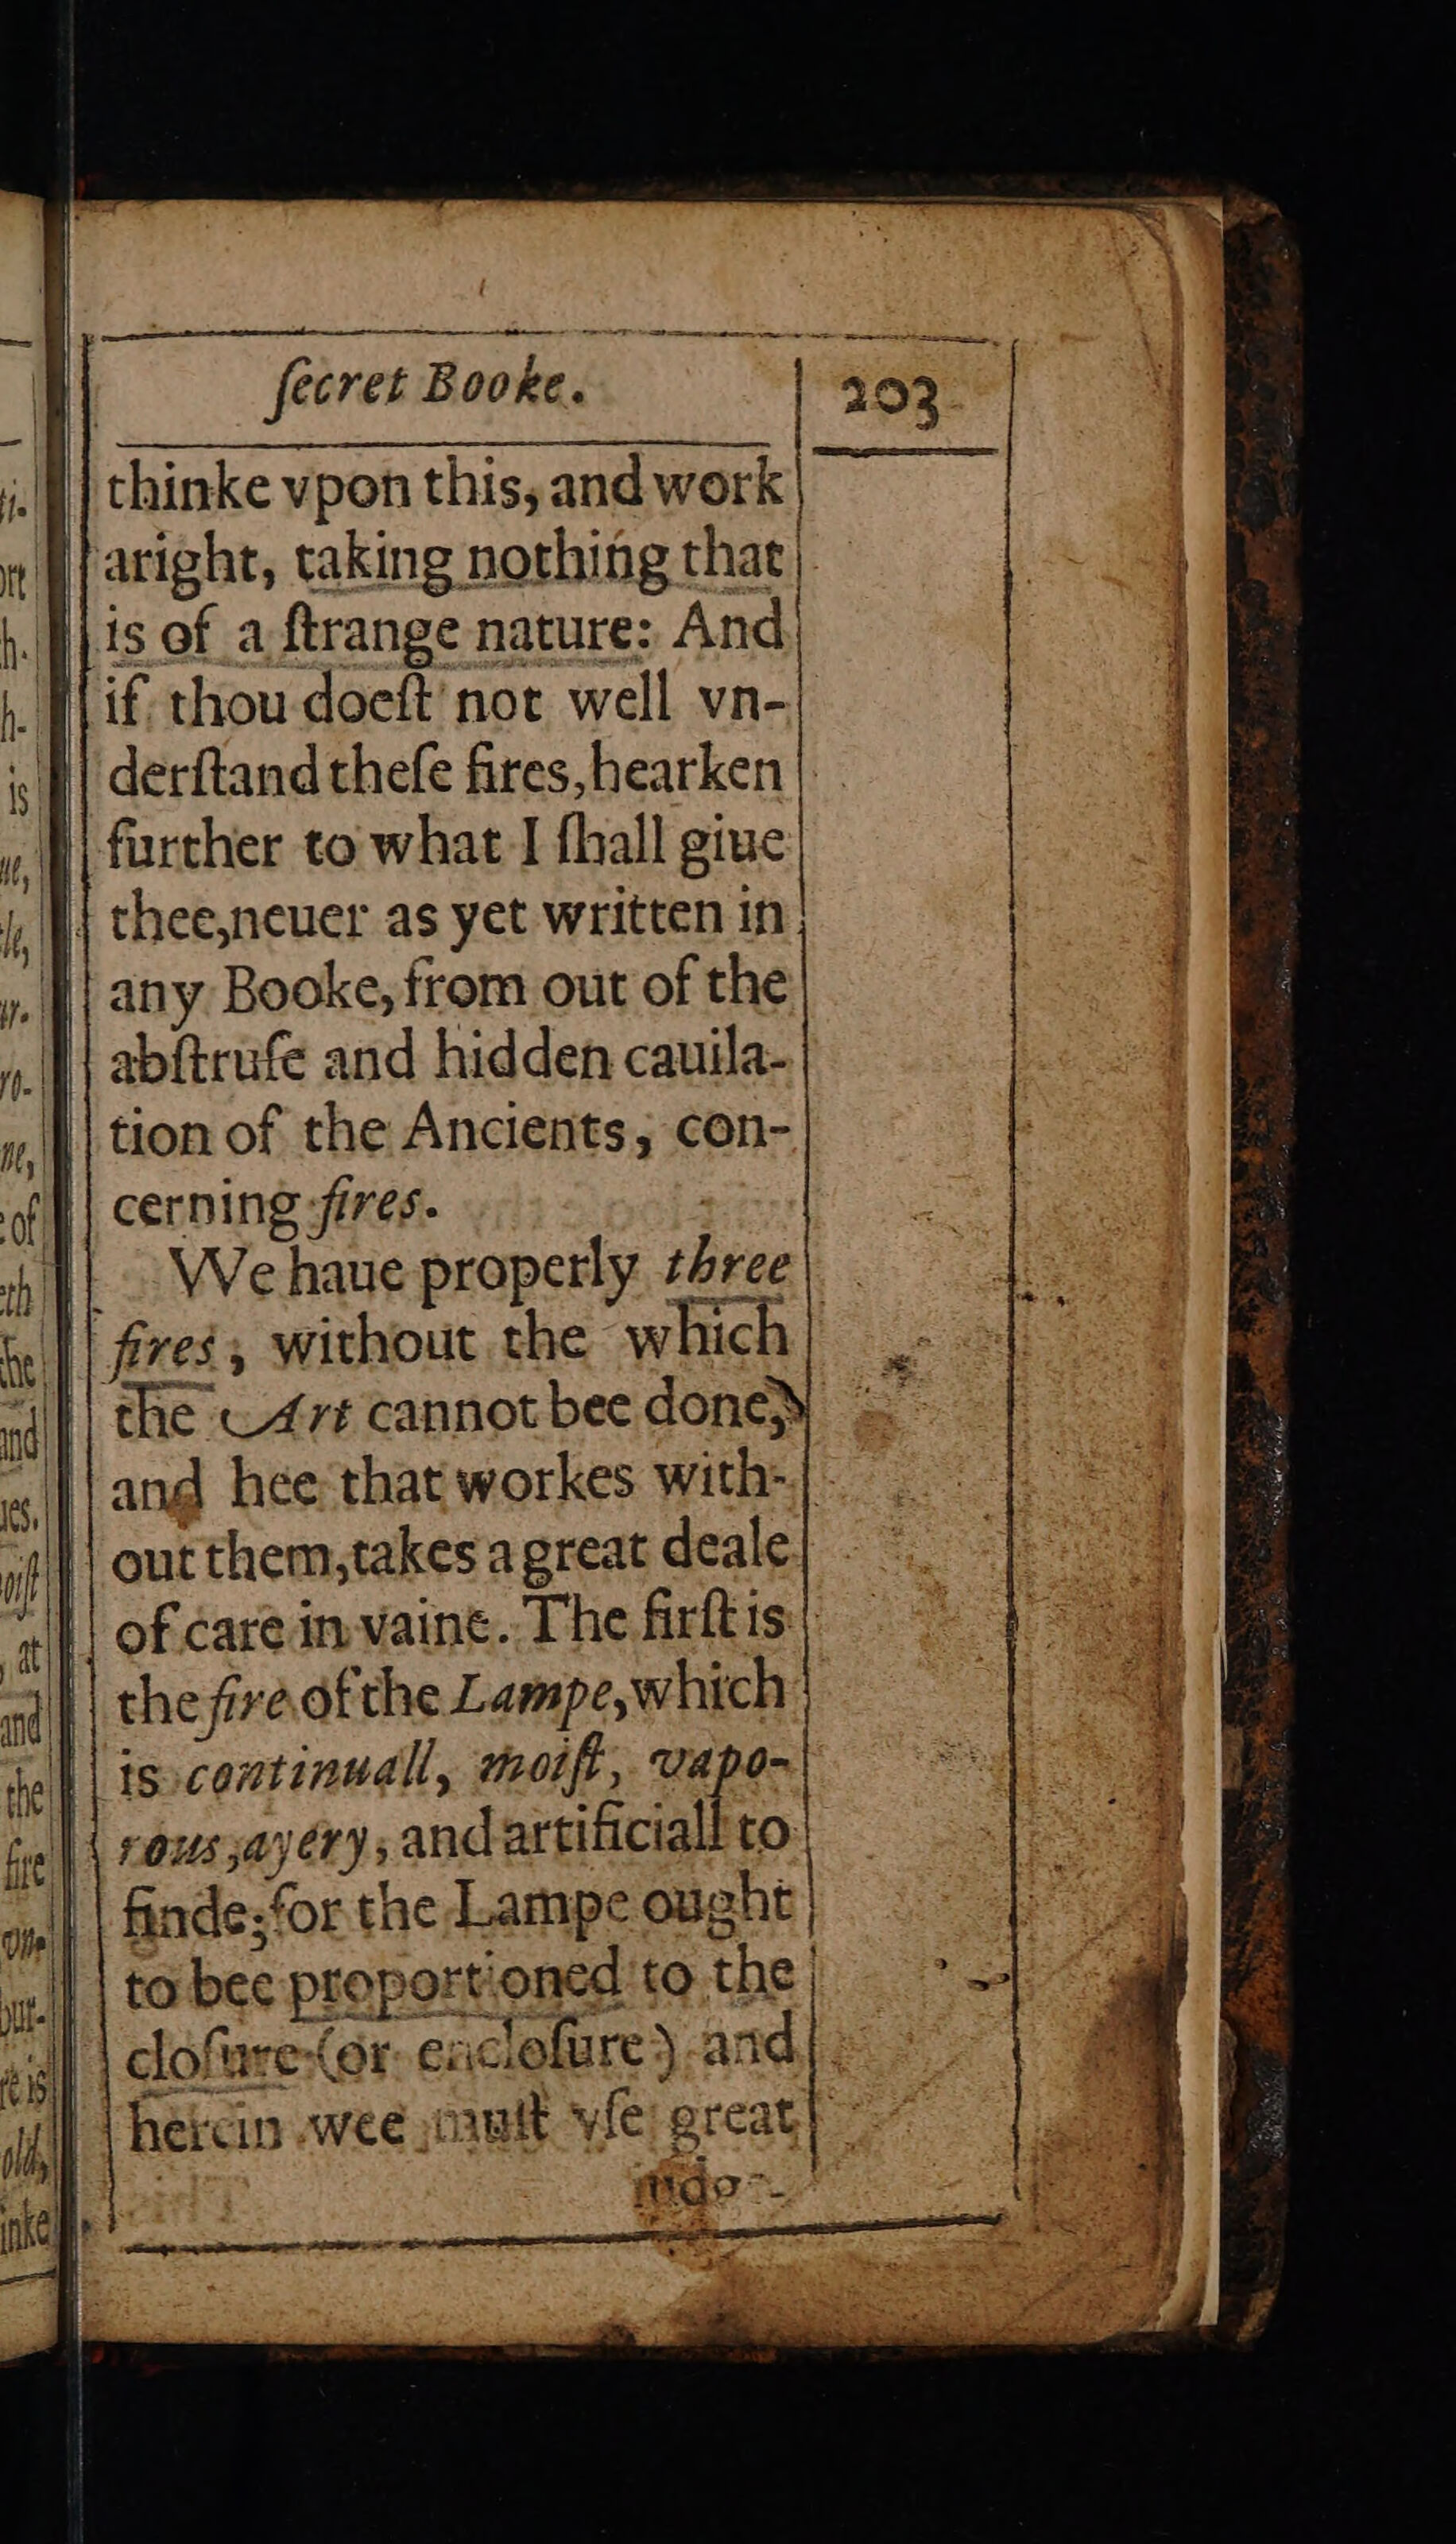 ſecret Booke. 203
thinke vpon this, and work
aright, taking nothing that
is of a ſtrange nature: And
if thou doeſt not well vn-
derſtand theſe fires, hearken
further to what I ſhall giue
thee, neuer as yet written in
any Booke, from out of the
abſtruſe and hidden cauila-
tion of the Ancients, con-
cerning fires.
VVe haue properly three
fires, without the which
the Art cannot bee done,
and hee that workes with-
out them, takes a great deale
of care in vaine. The firſt is
the fire of the Lampe, which
is continuall, moiſt, vapo-
rous, ayery, and artificiall to
finde; for the Lampe ought
to bee proportioned to the
cloſure (or encloſure) and
herein wee muſt vſe great